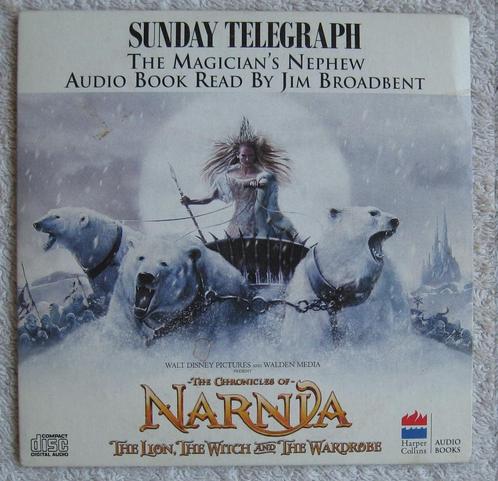 SUNDAY TELEGRAPH
THE MAGICIAN'S NEPHEW
AUDIO BOOK READ BY JIM BROADBENT
WALT DISNEY PICTURES AND WALDEN MEDIA
PRESENT
THE CHRONICLES OF
NARNIA
THE LION, THE WITCH AND THE WARDROBE
COMPACT
disc
DIGITAL AUDIO
Harper
Collins
AUDIO
BOOKS